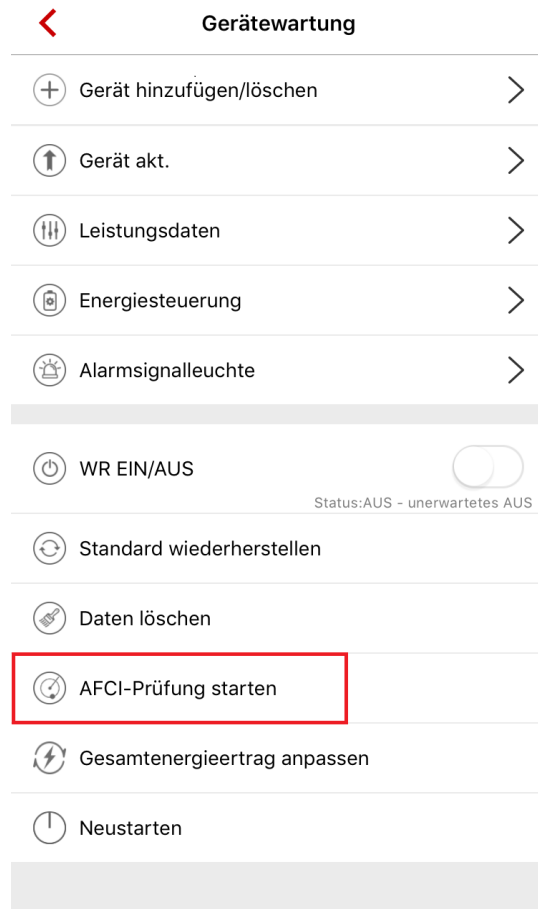 Gerätewartung
Gerät hinzufügen/löschen
Gerät akt.
Leistungsdaten
Energiesteuerung
Alarmsignalleuchte
WR EIN/AUS
Status:AUS - unerwartetes AUS
Standard wiederherstellen
Daten löschen
AFCI-Prüfung starten
Gesamtenergieertrag anpassen
Neustarten